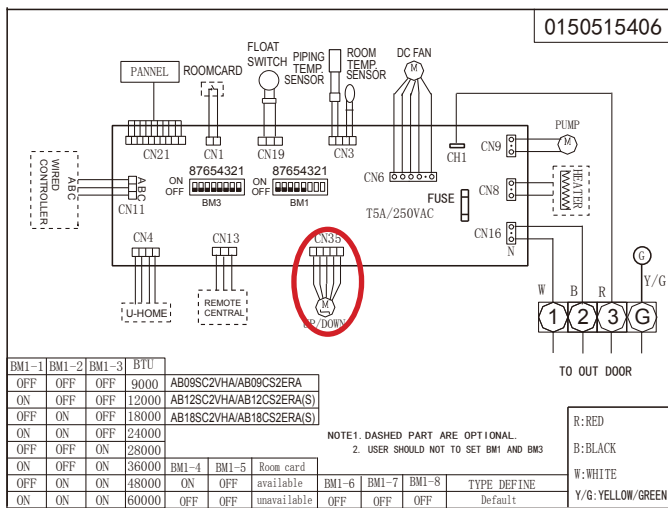 0150515406
PANNEL
ROOMCARD
FLOAT
SWITCH
PIPING
TEMP.
SENSOR
ROOM
TEMP.
SENSOR
DC FAN
M
CN21
CN1
CN19
CN3
CN6
CH1
CN9
PUMP
M
WIRED
CONTROLLER
A B C
A B C
CN11
87654321
ON
OFF
BM3
87654321
ON
OFF
BM1
FUSE
T5A/250VAC
CN8
HEATER
CN16
N
CN4
CN13
CN35
U-HOME
REMOTE
CENTRAL
M
UP/DOWN
G
Y/G
W
B
R
1 2 3 G
TO OUT DOOR
BM1-1 BM1-2 BM1-3 BTU
OFF OFF OFF 9000 AB09SC2VHA/AB09CS2ERA
ON OFF OFF 12000 AB12SC2VHA/AB12CS2ERA(S)
OFF ON OFF 18000 AB18SC2VHA/AB18CS2ERA(S)
ON ON OFF 24000
OFF OFF ON 28000
ON OFF ON 36000 BM1-4 BM1-5 Room card
OFF ON ON 48000 ON OFF available BM1-6 BM1-7 BM1-8 TYPE DEFINE
ON ON ON 60000 OFF OFF unavailable OFF OFF OFF Default
NOTE1. DASHED PART ARE OPTIONAL.
2. USER SHOULD NOT TO SET BM1 AND BM3
R:RED
B:BLACK
W:WHITE
Y/G:YELLOW/GREEN